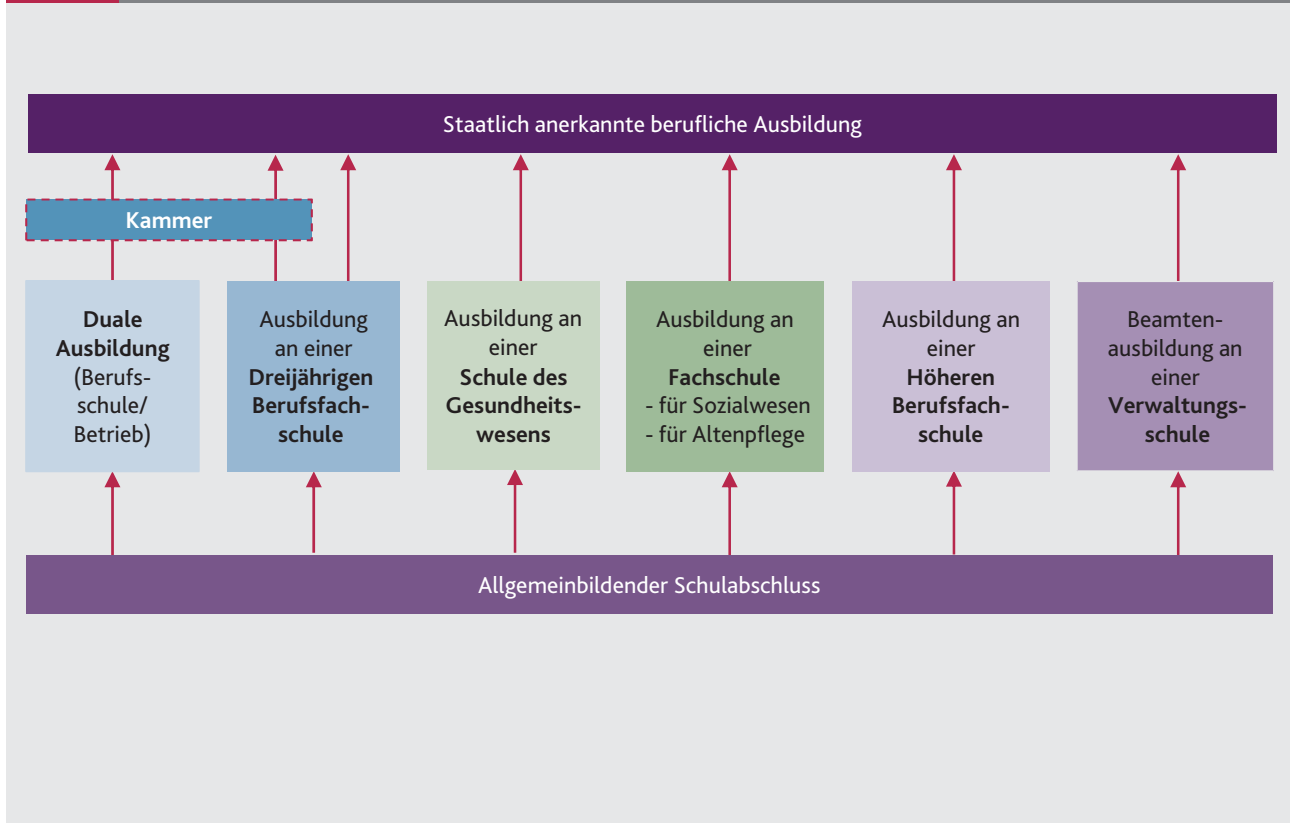 Staatlich anerkannte berufliche Ausbildung
Kammer
Duale
Ausbildung
(Berufs-
schule/
Betrieb)
Ausbildung
an einer
Dreijährigen
Berufsfach-
schule
Ausbildung an
einer
Schule des
Gesundheits-
wesens
Ausbildung an
einer
Fachschule
- für Sozialwesen
- für Altenpflege
Ausbildung an
einer
Höheren
Berufsfach-
schule
Beamten-
ausbildung an
einer
Verwaltungs-
schule
Allgemeinbildender Schulabschluss